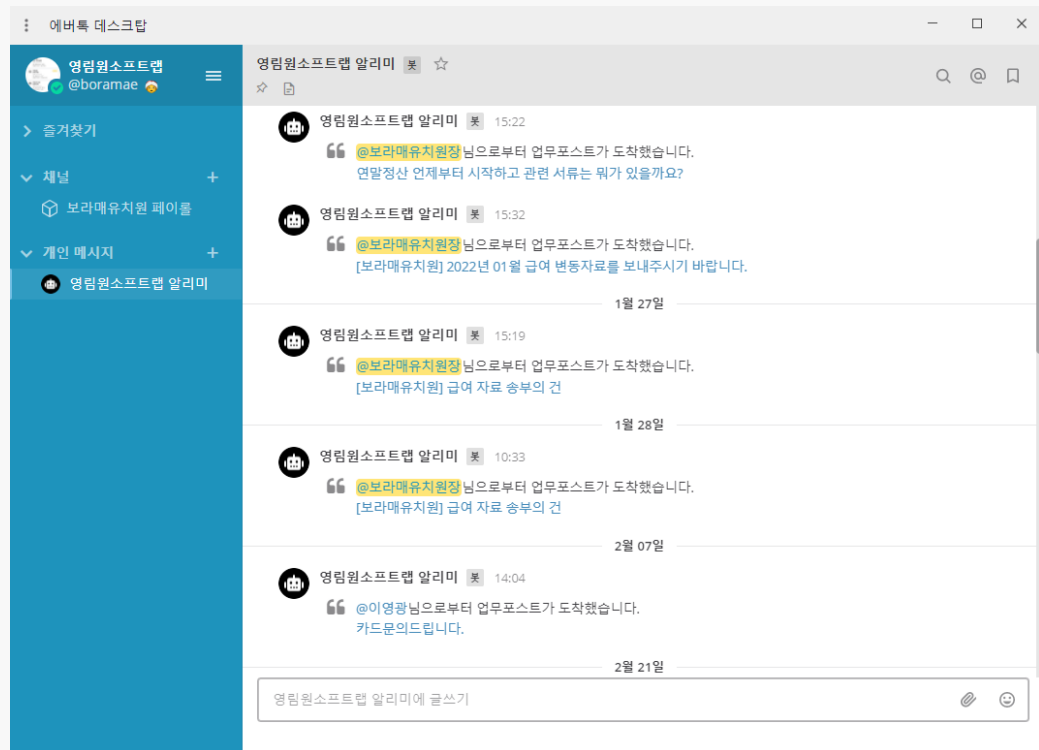 에버톡 데스크탑
영림원소프트랩
@boramae
즐겨찾기
채널
보라매유치원 페이롤
개인 메시지
영림원소프트랩 알리미
영림원소프트랩 알리미 봇
영림원소프트랩 알리미 봇 15:22
@보라매유치원장님으로부터 업무포스트가 도착했습니다.
연말정산 언제부터 시작하고 관련 서류는 뭐가 있을까요?
영림원소프트랩 알리미 봇 15:32
@보라매유치원장님으로부터 업무포스트가 도착했습니다.
[보라매유치원] 2022년 01월 급여 변동자료를 보내주시기 바랍니다.
1월 27일
영림원소프트랩 알리미 봇 15:19
@보라매유치원장님으로부터 업무포스트가 도착했습니다.
[보라매유치원] 급여 자료 송부의 건
1월 28일
영림원소프트랩 알리미 봇 10:33
@보라매유치원장님으로부터 업무포스트가 도착했습니다.
[보라매유치원] 급여 자료 송부의 건
2월 07일
영림원소프트랩 알리미 봇 14:04
@이영광님으로부터 업무포스트가 도착했습니다.
카드문의드립니다.
2월 21일
영림원소프트랩 알리미에 글쓰기